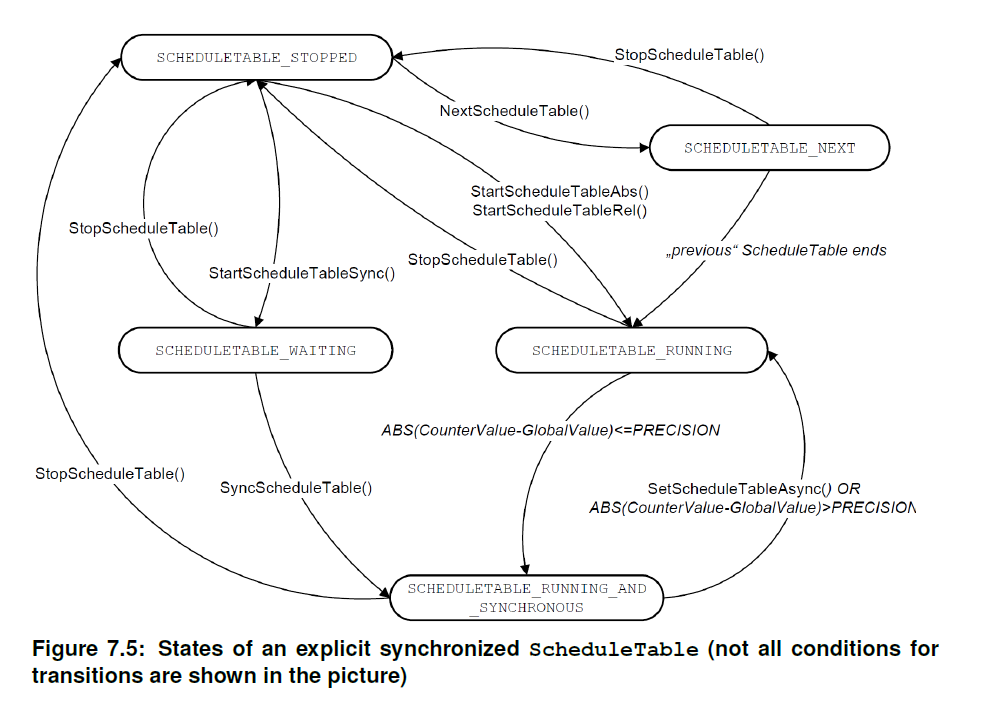 SCHEDULETABLE_STOPPED
StopScheduleTable()
NextScheduleTable()
SCHEDULETABLE_NEXT
StartScheduleTableAbs()
StartScheduleTableRel()
StopScheduleTable()
„previous“ ScheduleTable ends
StopScheduleTable()
StartScheduleTableSync()
SCHEDULETABLE_WAITING
SCHEDULETABLE_RUNNING
ABS(CounterValue-GlobalValue)<=PRECISION
StopScheduleTable()
SyncScheduleTable()
SetScheduleTableAsync() OR
ABS(CounterValue-GlobalValue)>PRECISION
SCHEDULETABLE_RUNNING_AND
_SYNCHRONOUS
Figure 7.5: States of an explicit synchronized ScheduleTable (not all conditions for
transitions are shown in the picture)